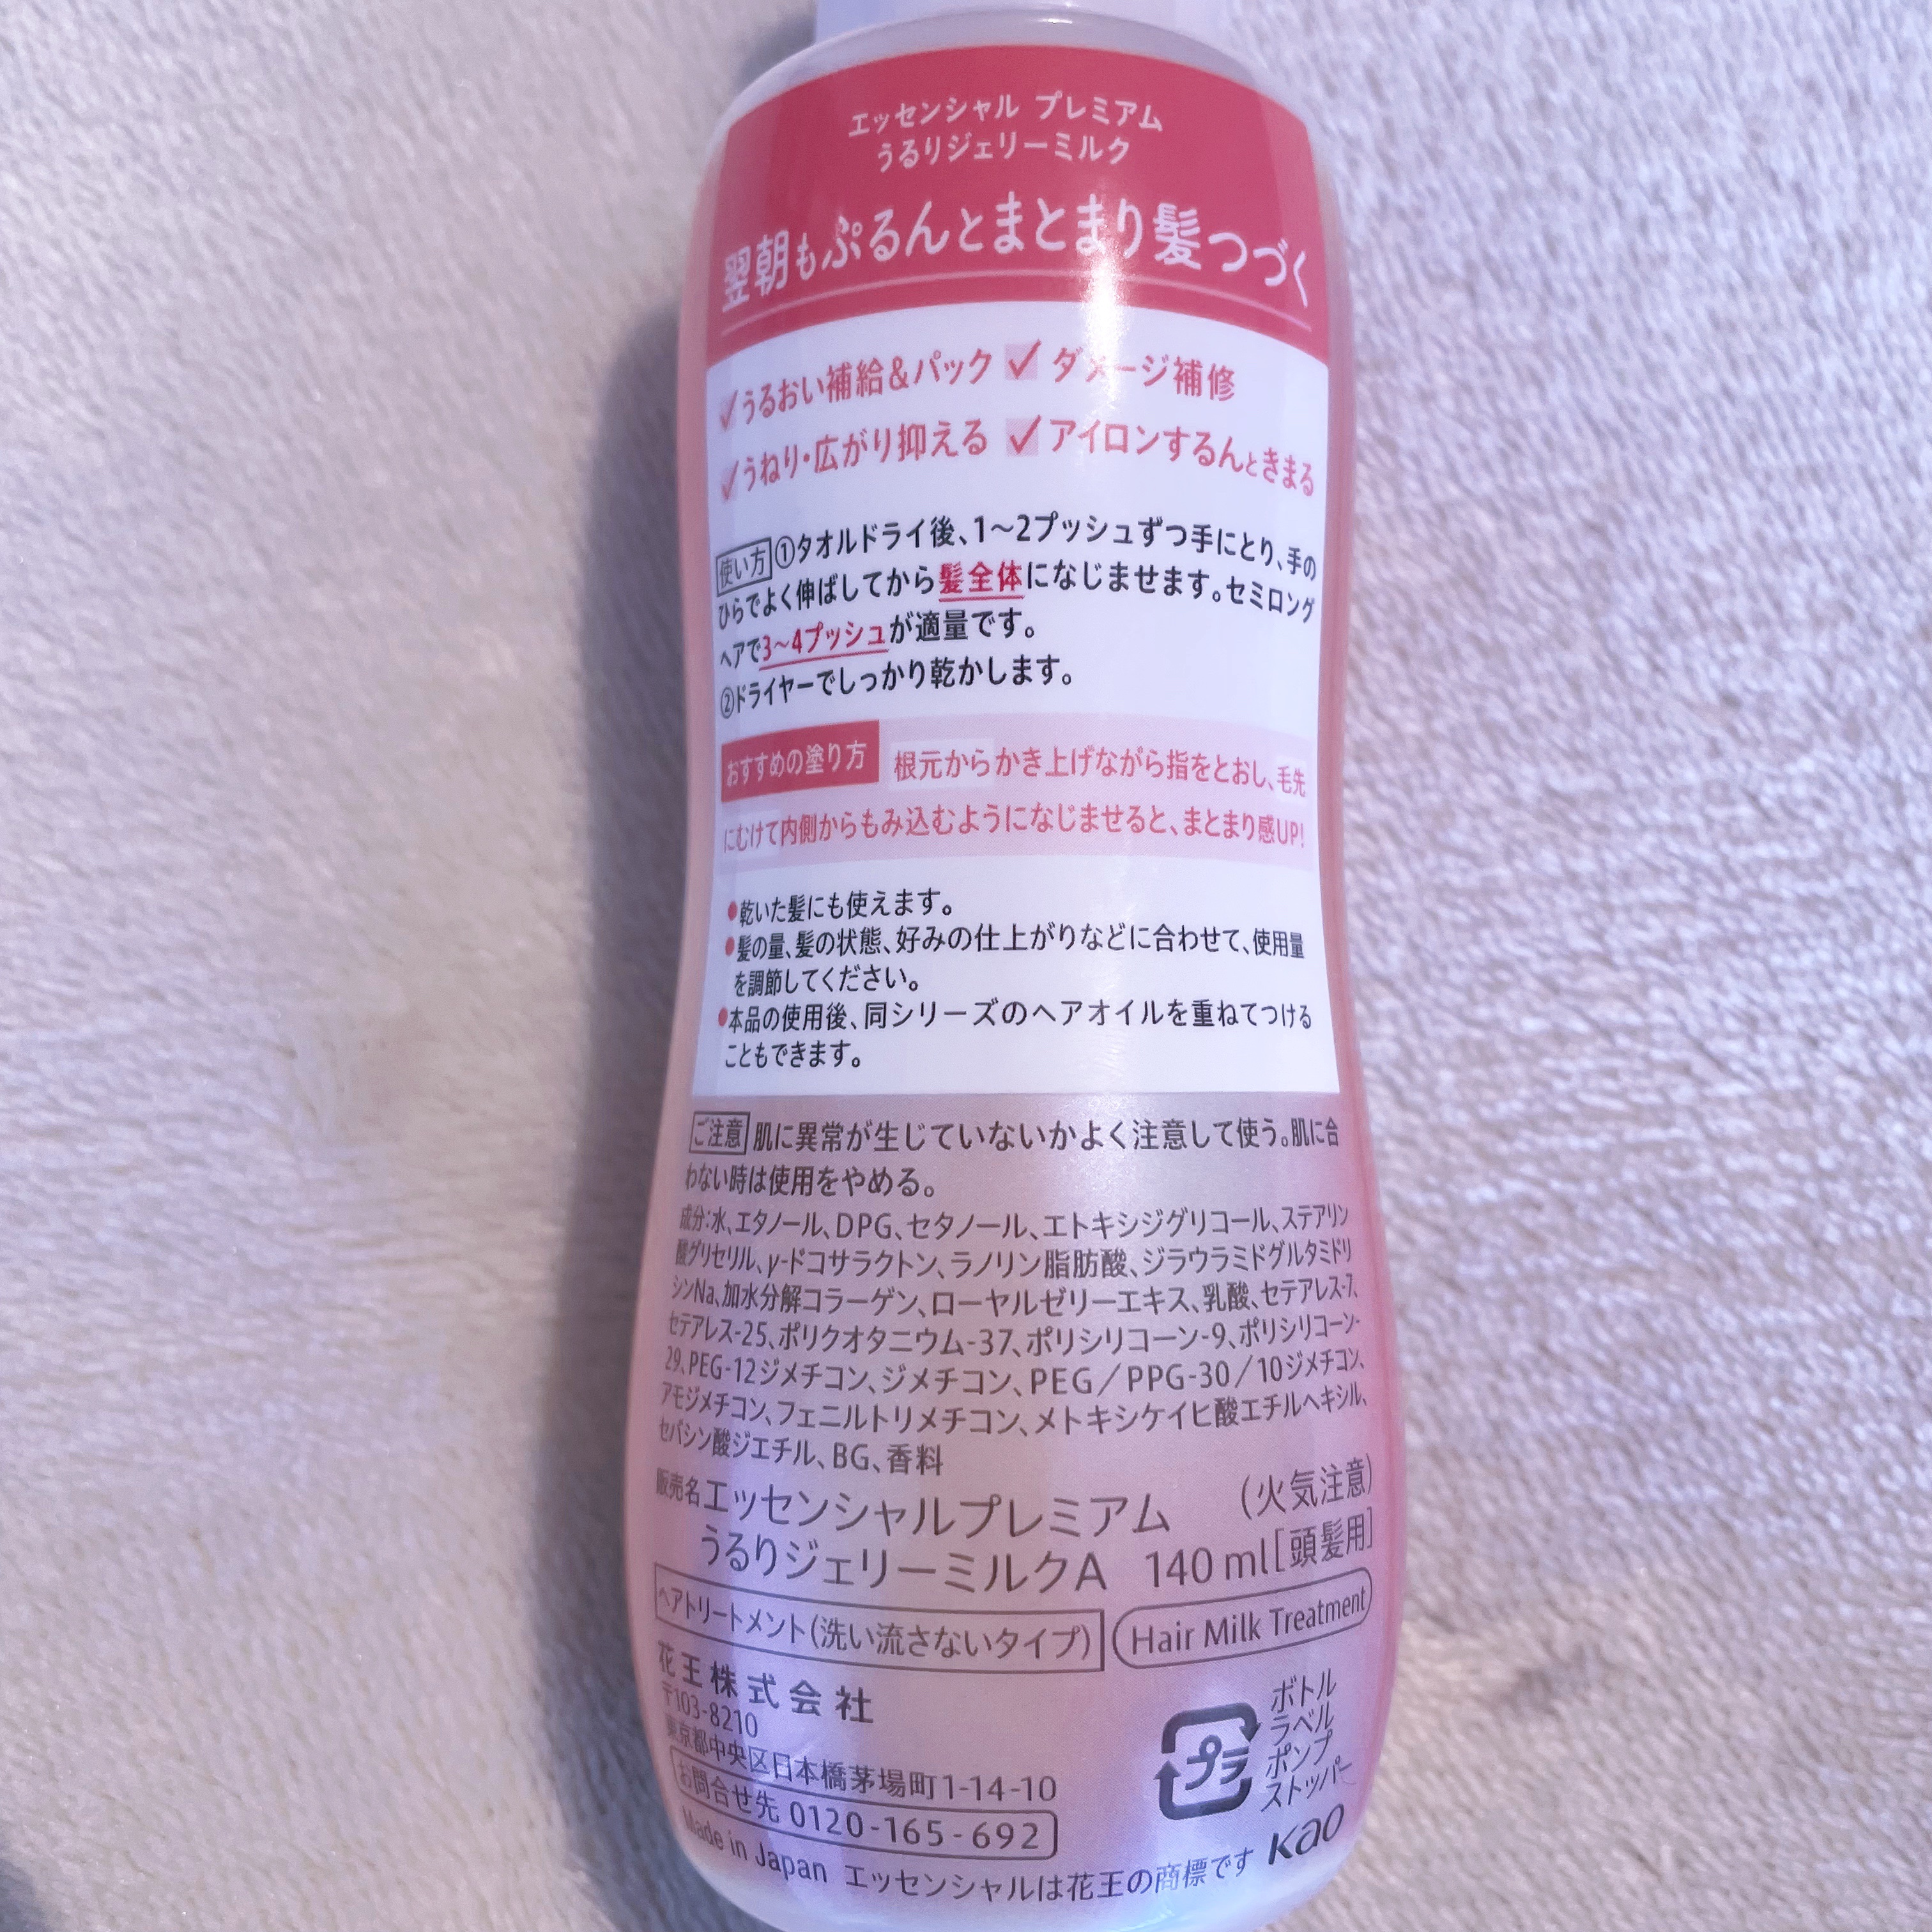 エッセンシャル プレミアム
うるりジェリーミルク
翌朝もぷるんとまとまり髪つづく
✓うるおい補給&パック ✓ダメージ補修
✓うねり・広がり抑える ✓アイロンするんときまる
使い方 ①タオルドライ後、1〜2プッシュずつ手にとり、手の
ひらでよく伸ばしてから髪全体になじませます。セミロング
ヘアで3〜4プッシュが適量です。
②ドライヤーでしっかり乾かします。
おすすめの塗り方 根元からかき上げながら指をとおし、毛先
にむけて内側からもみ込むようになじませると、まとまり感UP!
●乾いた髪にも使えます。
●髪の量、髪の状態、好みの仕上がりなどに合わせて、使用量
を調節してください。
●本品の使用後、同シリーズのヘアオイルを重ねてつける
こともできます。
ご注意 肌に異常が生じていないかよく注意して使う。肌に合
わない時は使用をやめる。
成分:水、エタノール、DPG、セタノール、エトキシジグリコール、ステアリン
酸グリセリル、γ-ドコサラクトン、ラノリン脂肪酸、ジラウラミドグルタミドリ
シンNa、加水分解コラーゲン、ローヤルゼリーエキス、乳酸、セテアレス-7、
セテアレス-25、ポリクオタニウム-37、ポリシリコーン-9、ポリシリコーン-
29、PEG-12ジメチコン、ジメチコン、PEG/PPG-30/10ジメチコン、
アモジメチコン、フェニルトリメチコン、メトキシケイヒ酸エチルヘキシル、
セバシン酸ジエチル、BG、香料
販売名 エッセンシャルプレミアム (火気注意)
うるりジェリーミルクA 140 ml [頭髪用]
ヘアトリートメント(洗い流さないタイプ) Hair Milk Treatment
花王株式会社
〒103-8210
東京都中央区日本橋茅場町1-14-10
お問合せ先 0120-165-692
プラ
ボトル
ラベル
ポンプ
ストッパー
Made in Japan エッセンシャルは花王の商標です kao